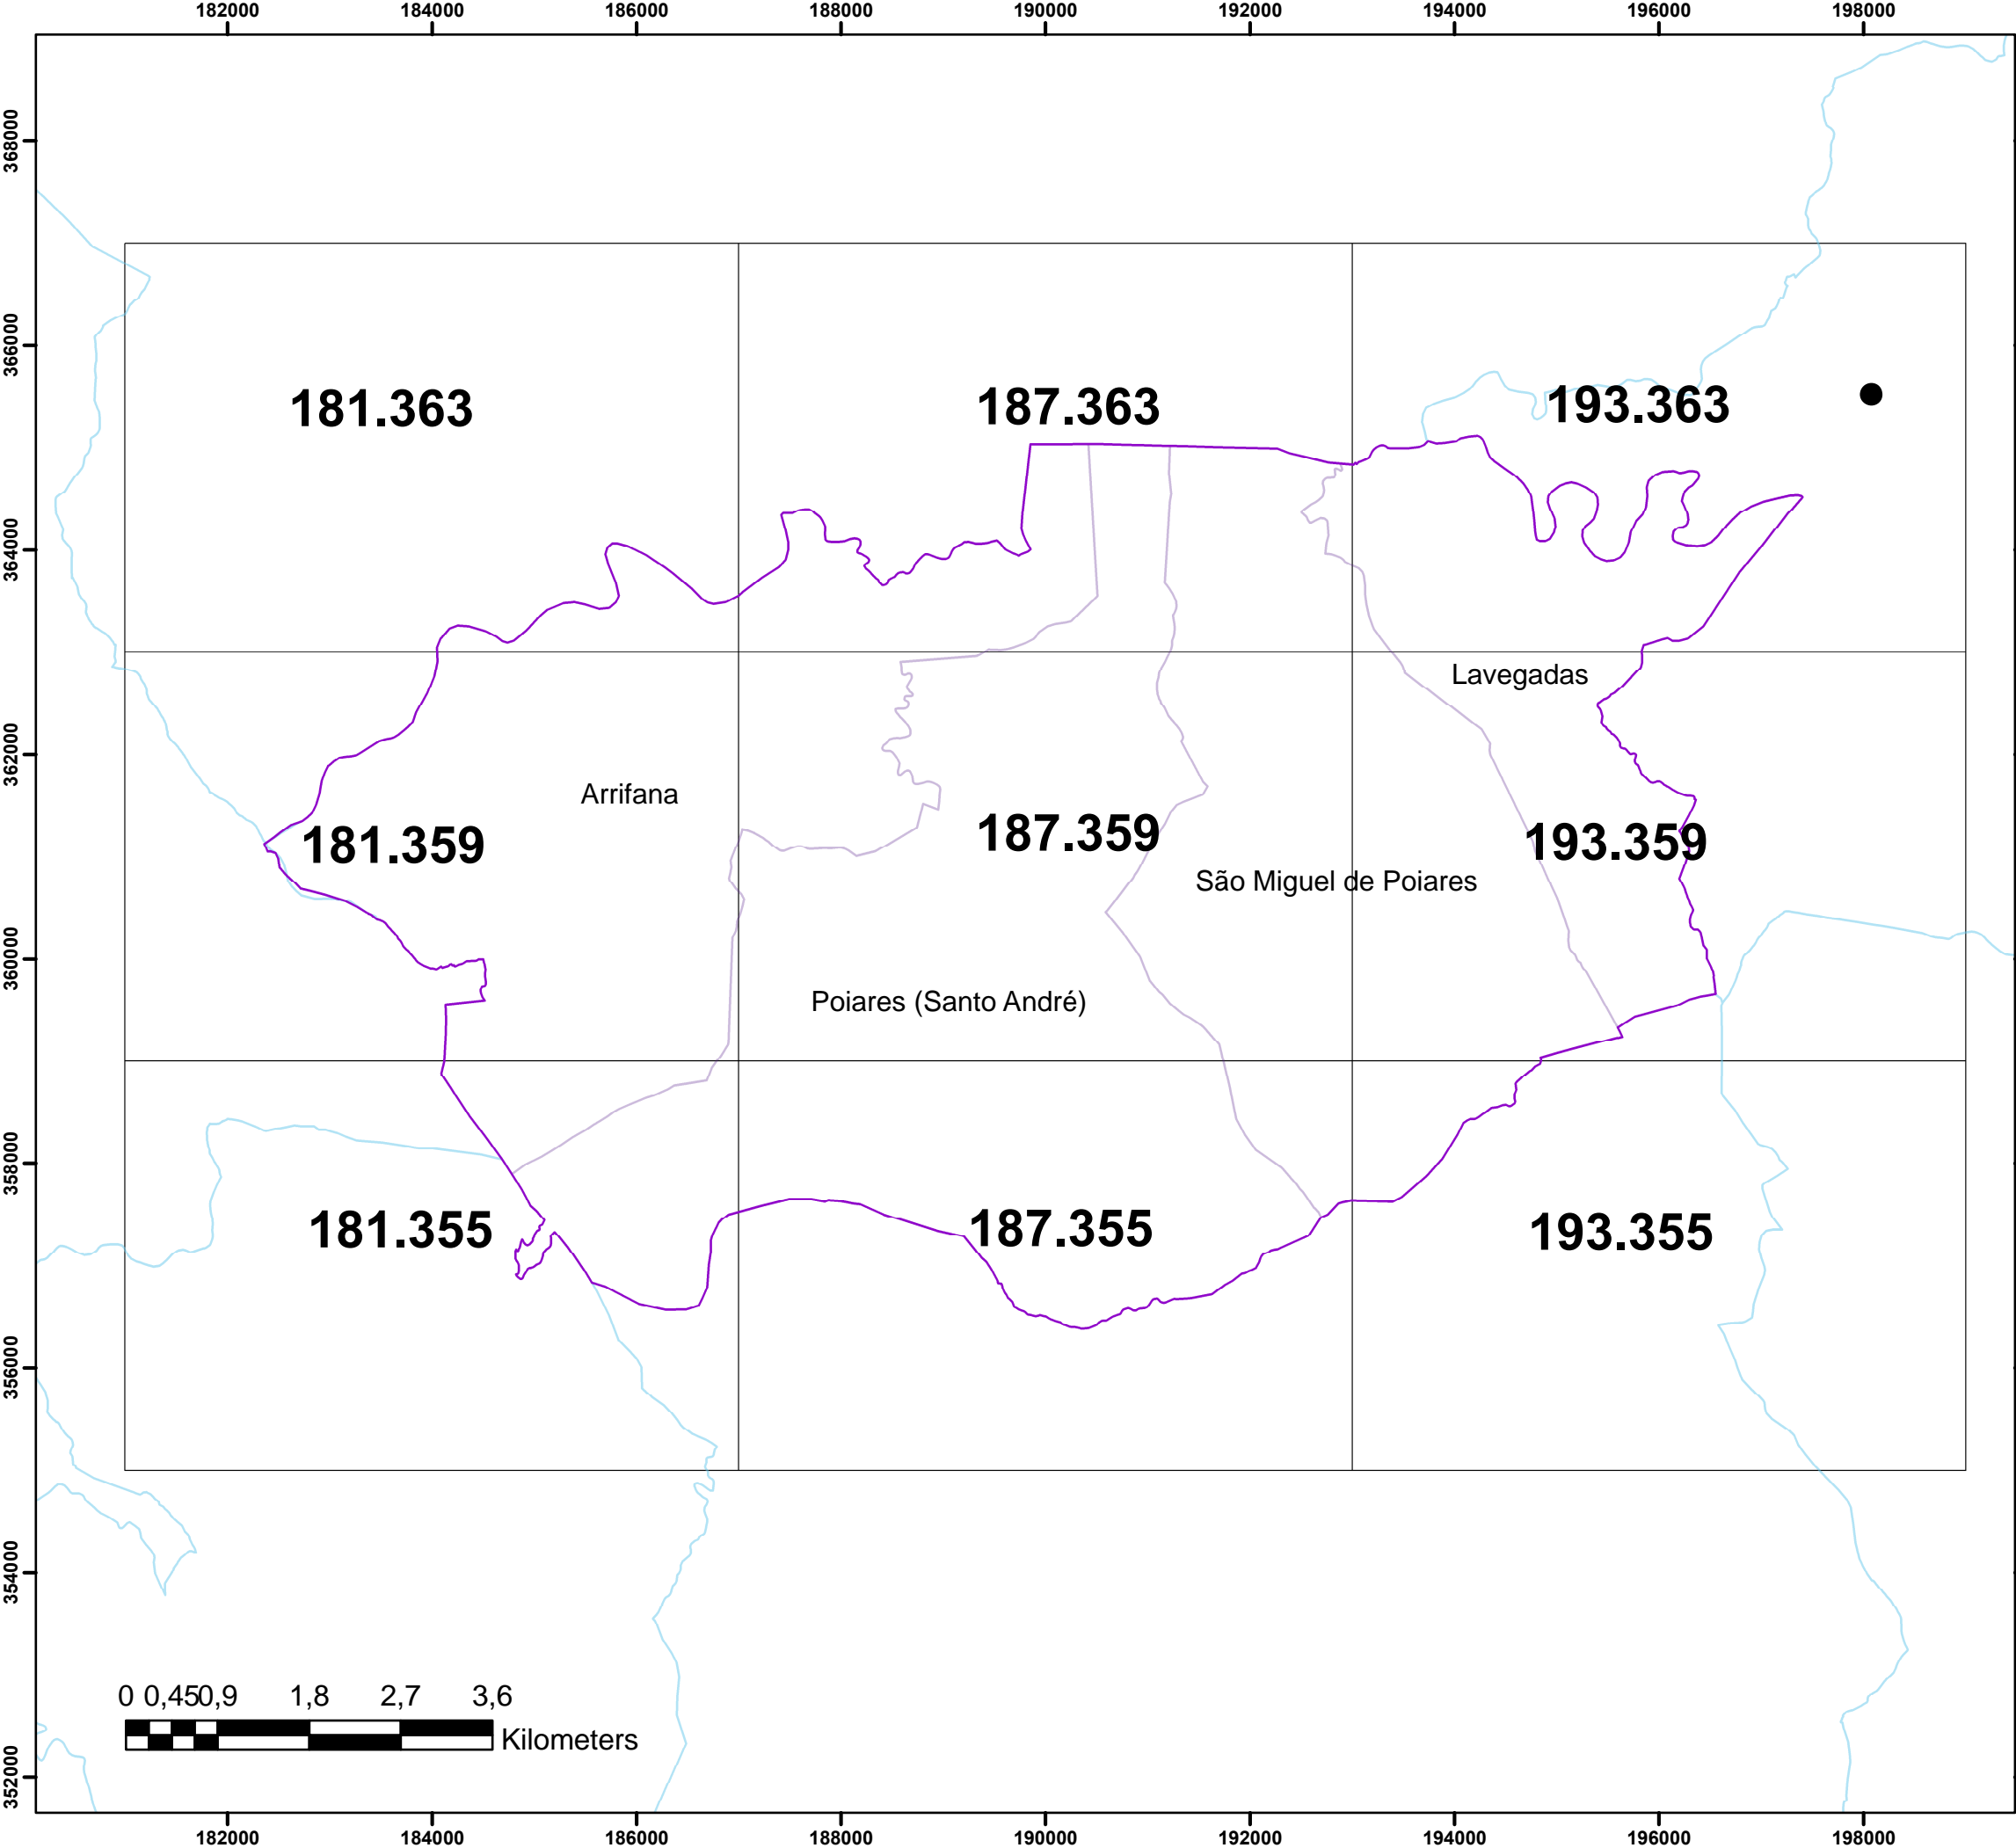 182000 184000 186000 188000 190000 192000 194000 196000 198000
368000
366000
364000
362000
360000
358000
356000
354000
352000
181.363 187.363 193.363
Lavegadas
Arrifana
181.359 187.359 193.359
São Miguel de Poiares
Poiares (Santo André)
181.355 187.355 193.355
0 0,45 0,9 1,8 2,7 3,6
Kilometers
182000 184000 186000 188000 190000 192000 194000 196000 198000